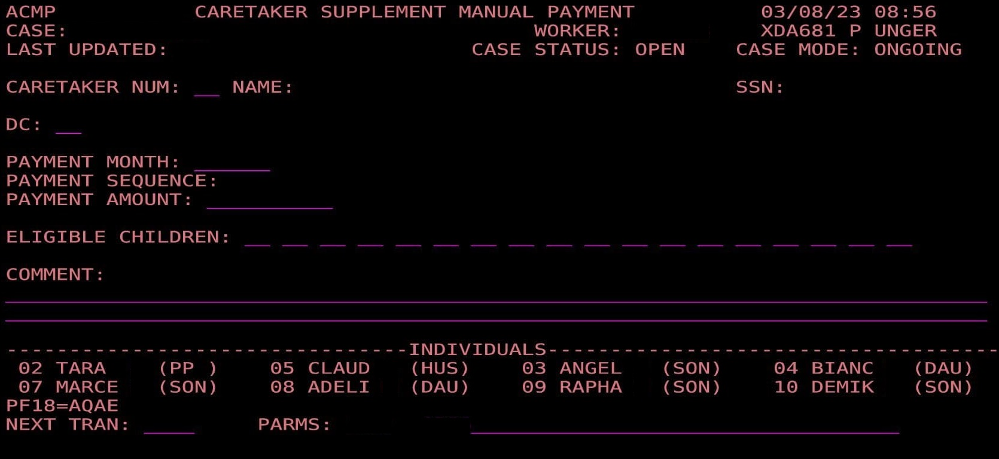 ACMP CARETAKER SUPPLEMENT MANUAL PAYMENT 03/08/23 08:56
CASE: WORKER: XDA681 P UNGER
LAST UPDATED: CASE STATUS: OPEN CASE MODE: ONGOING
CARETAKER NUM: __ NAME: SSN:
DC: __
PAYMENT MONTH: ______
PAYMENT SEQUENCE:
PAYMENT AMOUNT: __________
ELIGIBLE CHILDREN: __ __ __ __ __ __ __ __ __ __ __ __ __ __ __ __ __ __
COMMENT:
--------------------------------INDIVIDUALS------------------------------------
02 TARA (PP ) 05 CLAUD (HUS) 03 ANGEL (SON) 04 BIANC (DAU)
07 MARCE (SON) 08 ADELI (DAU) 09 RAPHA (SON) 10 DEMIK (SON)
PF18=AQAE
NEXT TRAN: ____ PARMS: __________________________________